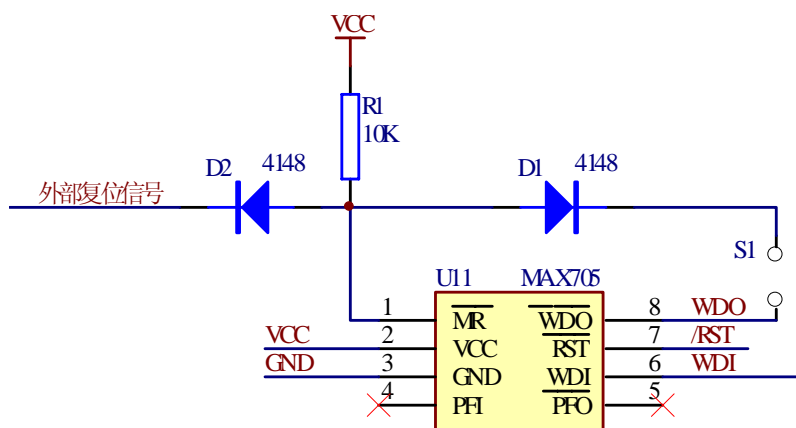 VCC
R1
10K
D2
4148
D1
4148
外部复位信号
S1
U11
MAX705
1
MR
WDO
8
WDO
VCC
2
VCC
RST
7
/RST
GND
3
GND
WDI
6
WDI
4
PFI
PFO
5